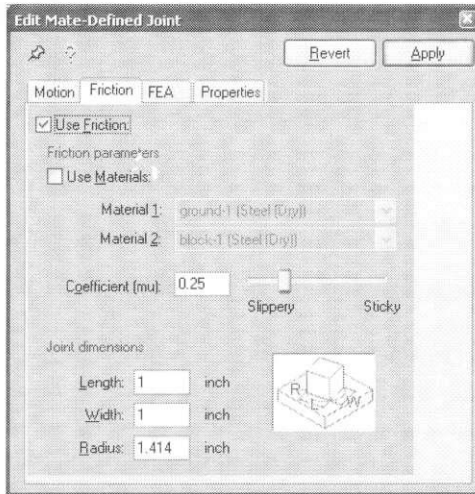 Edit Mate-Defined Joint
Revert Apply
Motion Friction FEA Properties
Use Friction:
Friction parameters
Use Materials:
Material 1: ground-1 (Steel (Dry))
Material 2: block-1 (Steel (Dry))
Coefficient (mu): 0.25
Slippery Sticky
Joint dimensions
Length: 1 inch
Width: 1 inch
Radius: 1.414 inch
R L W